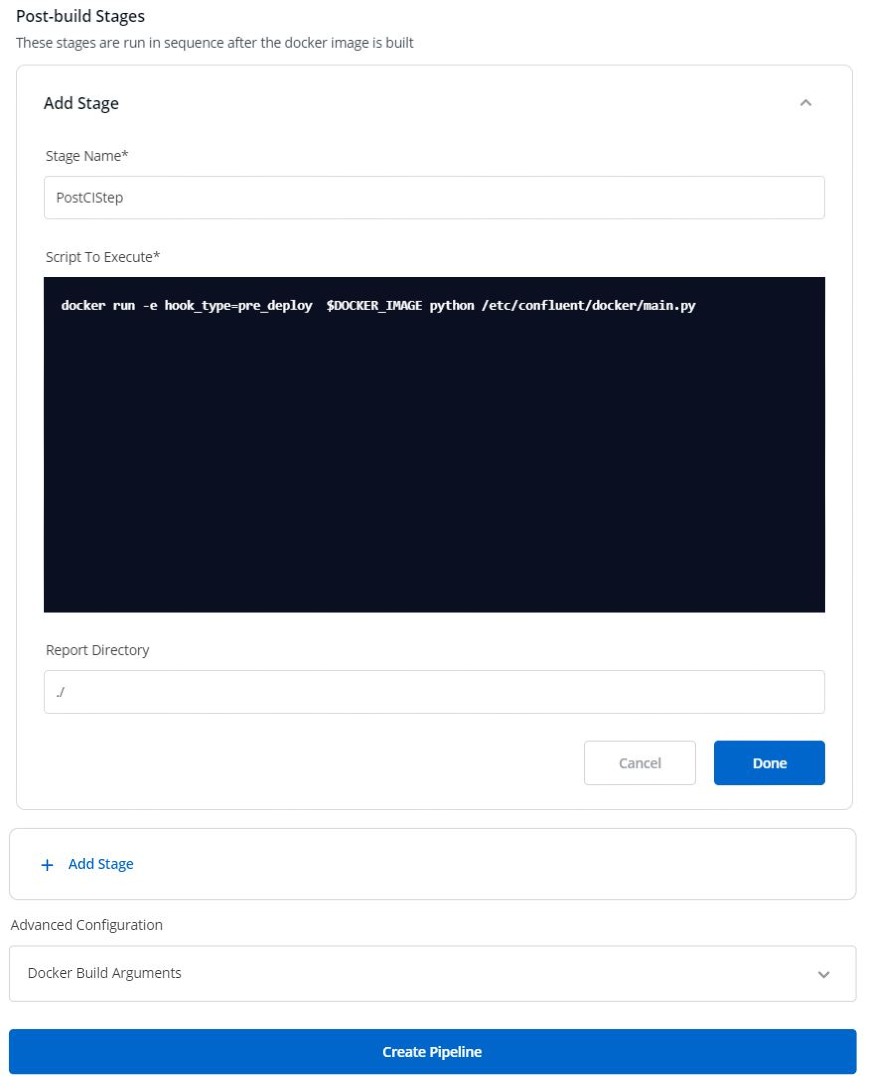 Post-build Stages
These stages are run in sequence after the docker image is built
Add Stage
Stage Name*
PostCIStep
Script To Execute*
docker run -e hook_type=pre_deploy  $DOCKER_IMAGE python /etc/confluent/docker/main.py
Report Directory
./
Cancel
Done
+ Add Stage
Advanced Configuration
Docker Build Arguments
Create Pipeline